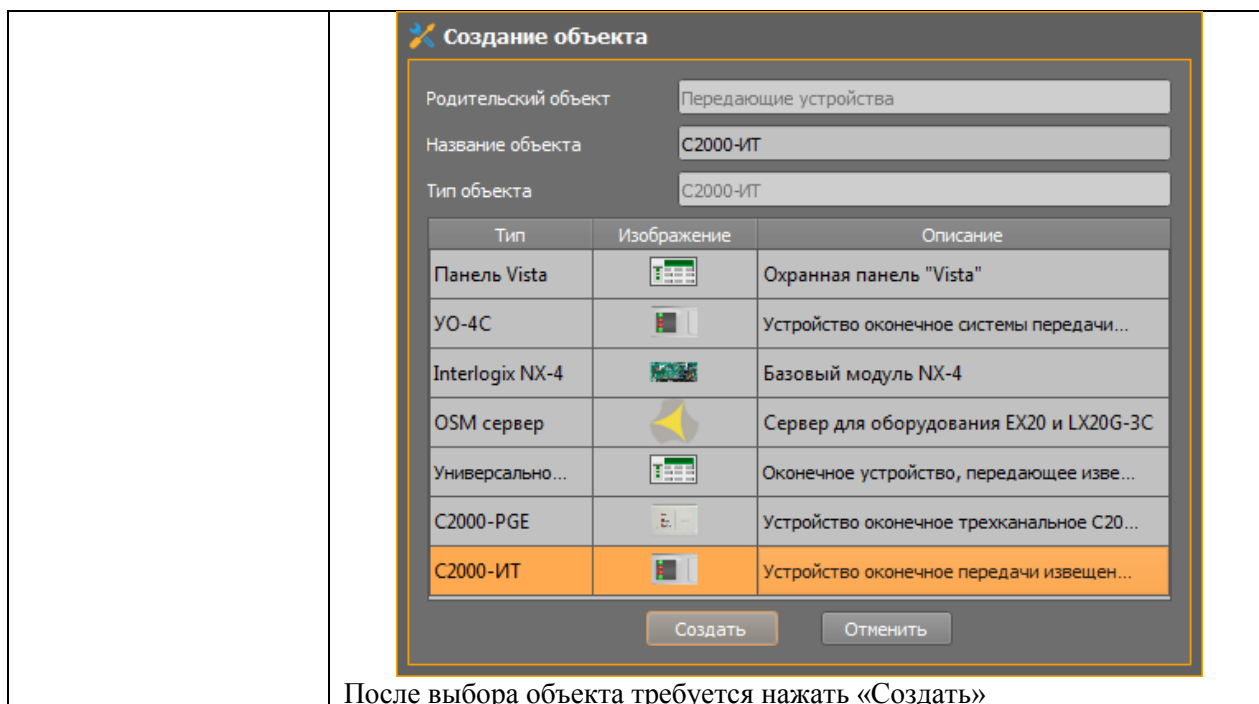 Создание объекта
Родительский объект Передающие устройства
Название объекта С2000-ИТ
Тип объекта С2000-ИТ
Тип Изображение Описание
Панель Vista Охранная панель "Vista"
УО-4С Устройство оконечное системы передачи...
Interlogix NX-4 Базовый модуль NX-4
OSM сервер Сервер для оборудования EX20 и LX20G-3C
Универсально... Оконечное устройство, передающее изве...
С2000-PGE Устройство оконечное трехканальное С20...
С2000-ИТ Устройство оконечное передачи извещен...
Создать Отменить
После выбора объекта требуется нажать «Создать»